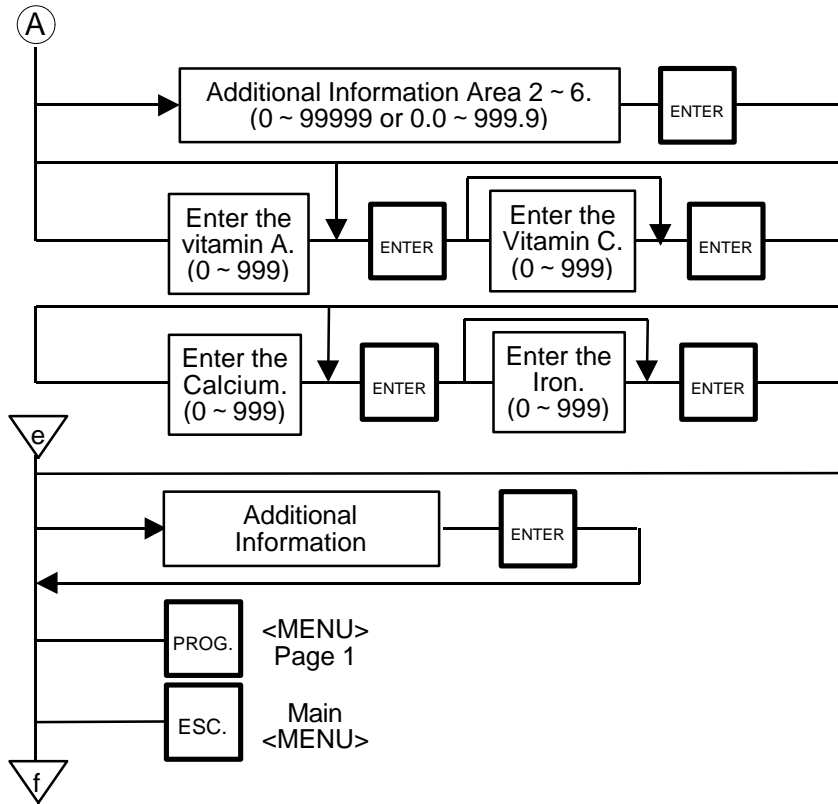 A
Additional Information Area 2 ~ 6.
(0 ~ 99999 or 0.0 ~ 999.9)
ENTER
Enter the
vitamin A.
(0 ~ 999)
ENTER
Enter the
Vitamin C.
(0 ~ 999)
ENTER
Enter the
Calcium.
(0 ~ 999)
ENTER
Enter the
Iron.
(0 ~ 999)
ENTER
e
Additional
Information
ENTER
PROG.
<MENU>
Page 1
ESC.
Main
<MENU>
f